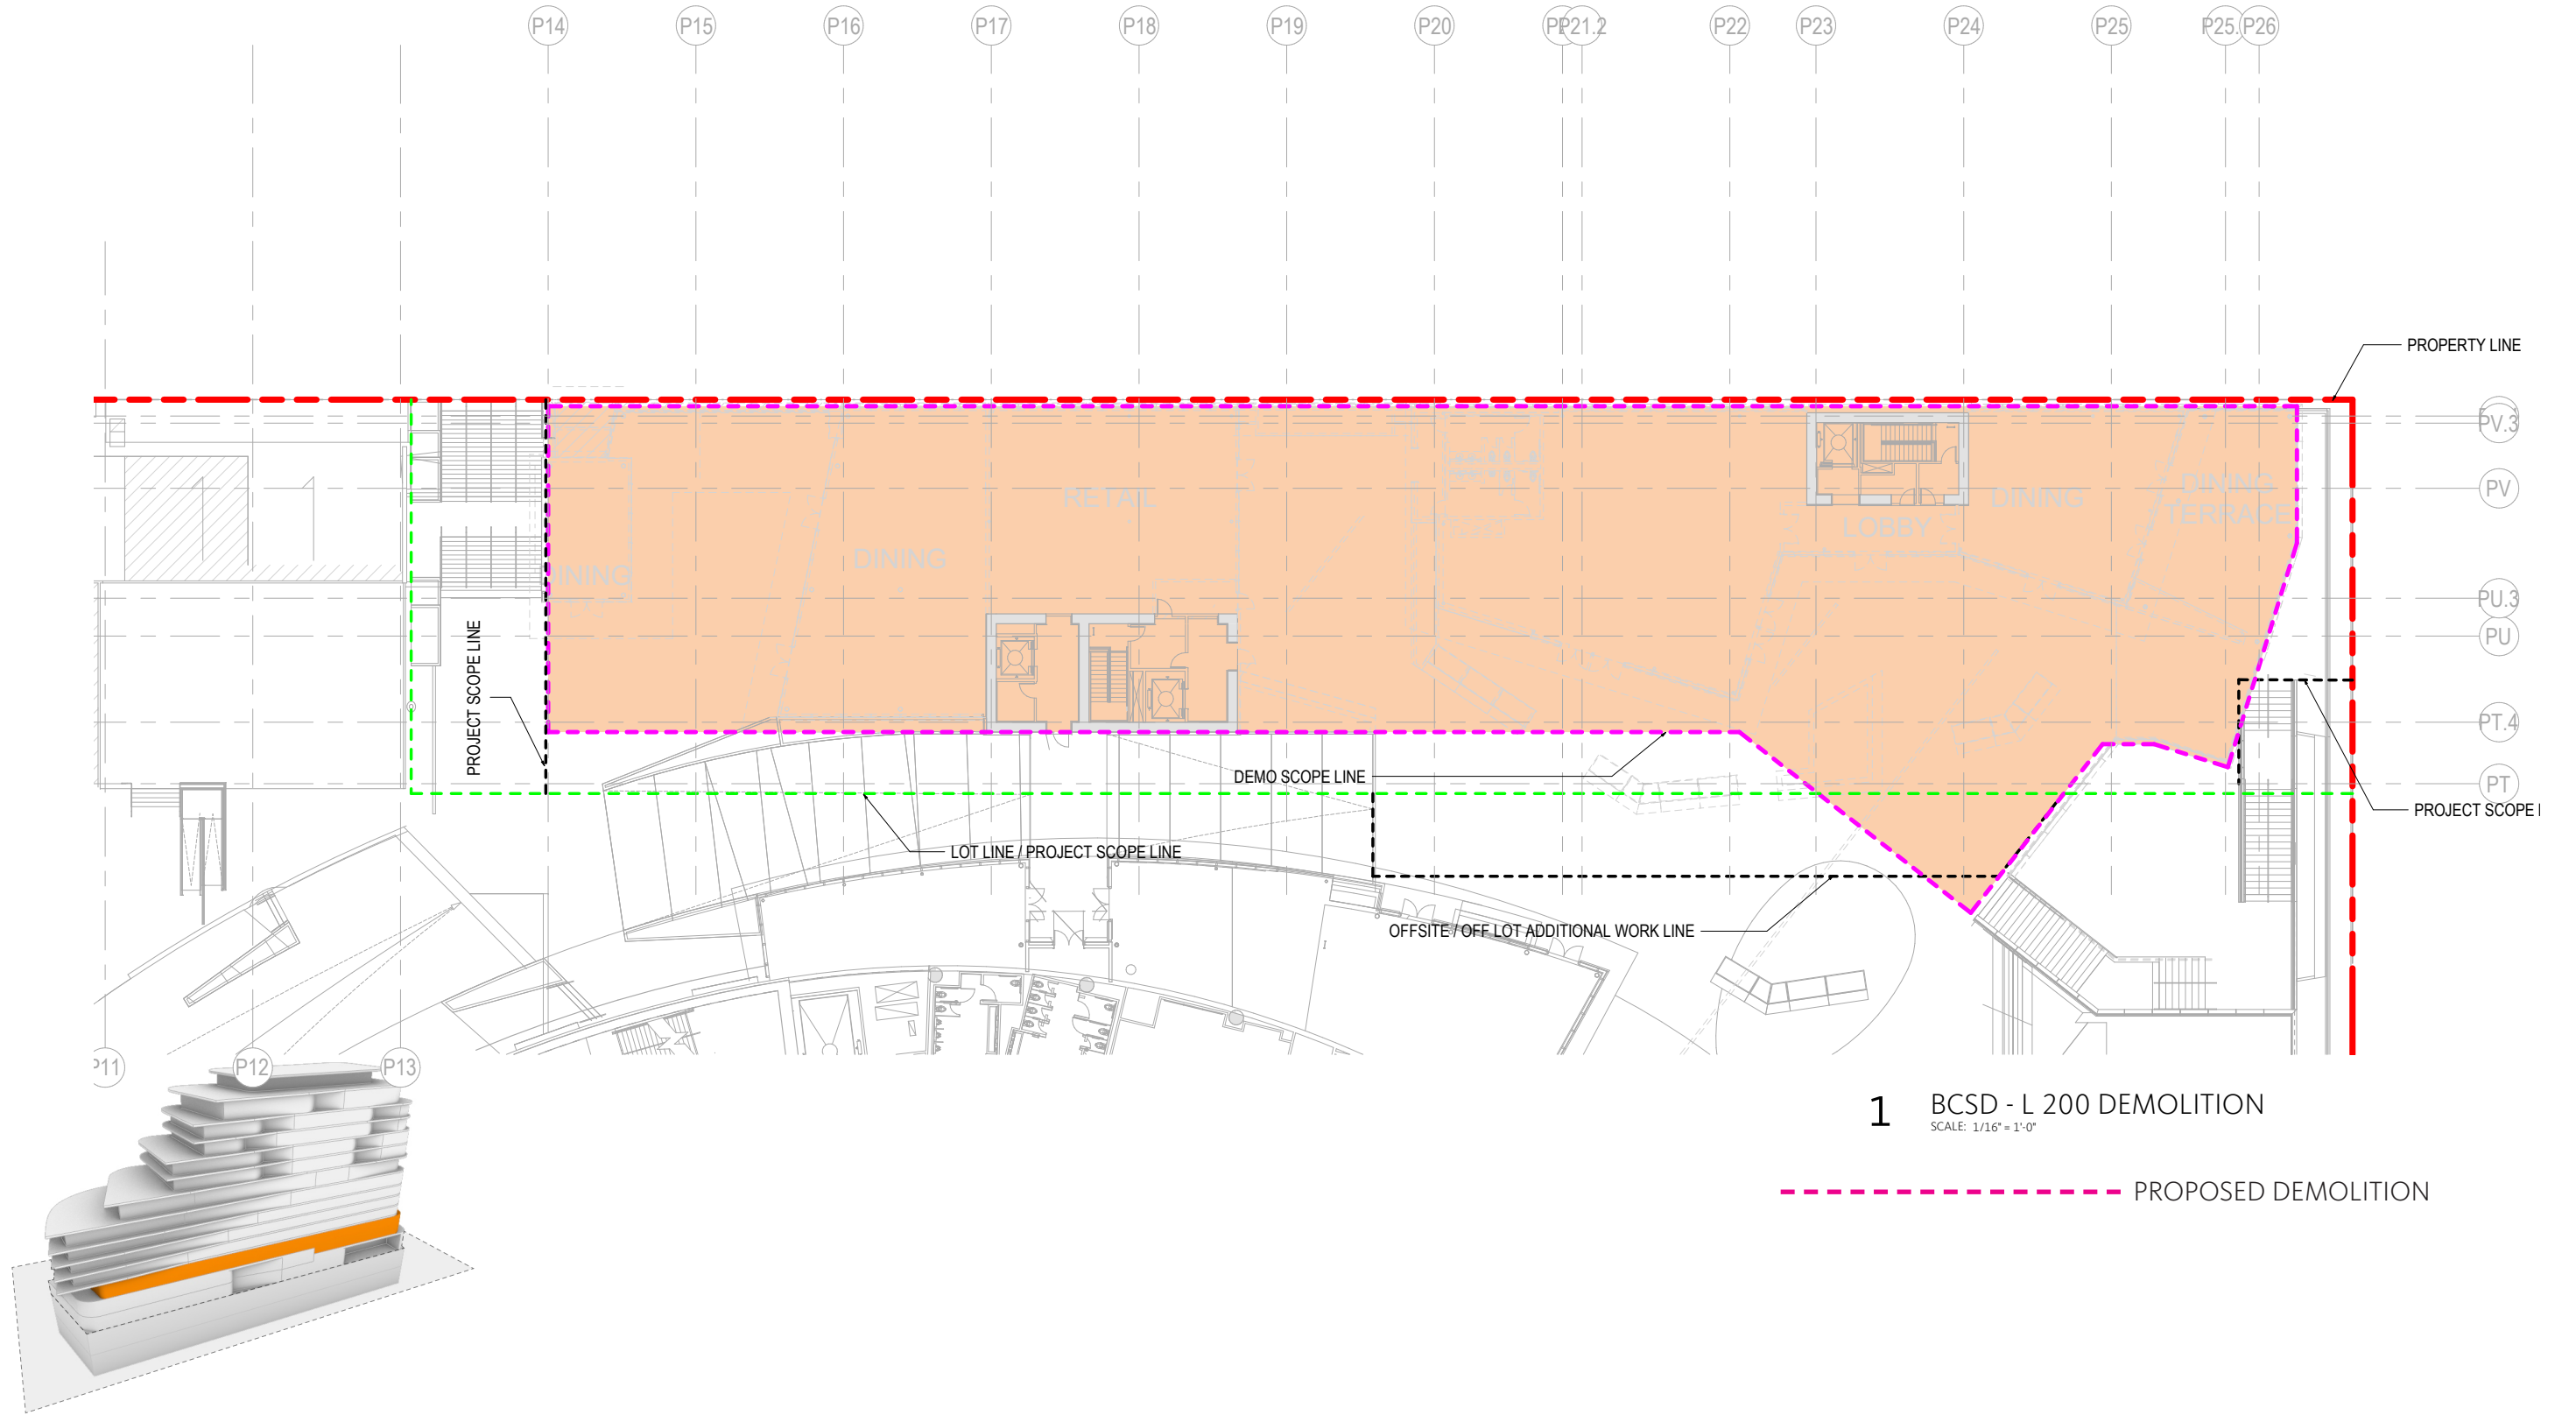 P14 P15 P16 P17 P18 P19 P20 P21.2 P22 P23 P24 P25 P25. P26
PROPERTY LINE
PV.3
RETAIL
DINING
DINING
TERRACE
PV
LOBBY
DINING
INING
PU.3
PU
PROJECT SCOPE LINE
PT.4
DEMO SCOPE LINE
PT
PROJECT SCOPE
LOT LINE / PROJECT SCOPE LINE
OFFSITE / OFF LOT ADDITIONAL WORK LINE
P11 P12 P13
1 BCSD - L 200 DEMOLITION
SCALE: 1/16" = 1'-0"
PROPOSED DEMOLITION